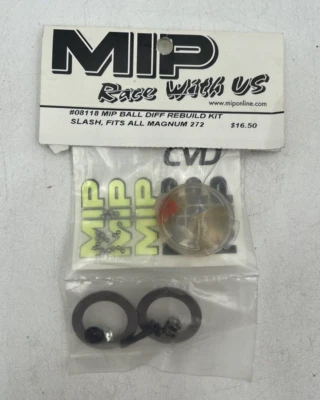 MIP
Race With US
www.miponline.com
#08118 MIP BALL DIFF REBUILD KIT
SLASH, FITS ALL MAGNUM 272 $16.50
CVD
MIP MIP MIP MIP